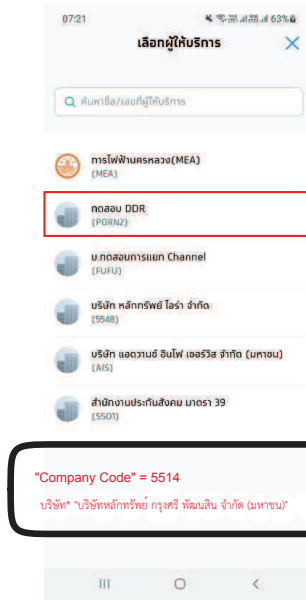 07:21
63%
เลือกผู้ให้บริการ
ค้นหาชื่อ/เลขที่ผู้ให้บริการ
การไฟฟ้านครหลวง(MEA)
(MEA)
ทดสอบ DDR
(PORN2)
บ.ทดสอบการแยก Channel
(FUFU)
บริษัท หลักทรัพย์ ไอร่า จำกัด
(5548)
บริษัท แอดวานซ์ อินโฟ เซอร์วิส จำกัด (มหาชน)
(AIS)
สำนักงานประกันสังคม มาตรา 39
(SSO1)
"Company Code" = 5514
บริษัท* "บริษัทหลักทรัพย์ กรุงศรี พัฒนสิน จำกัด (มหาชน)"